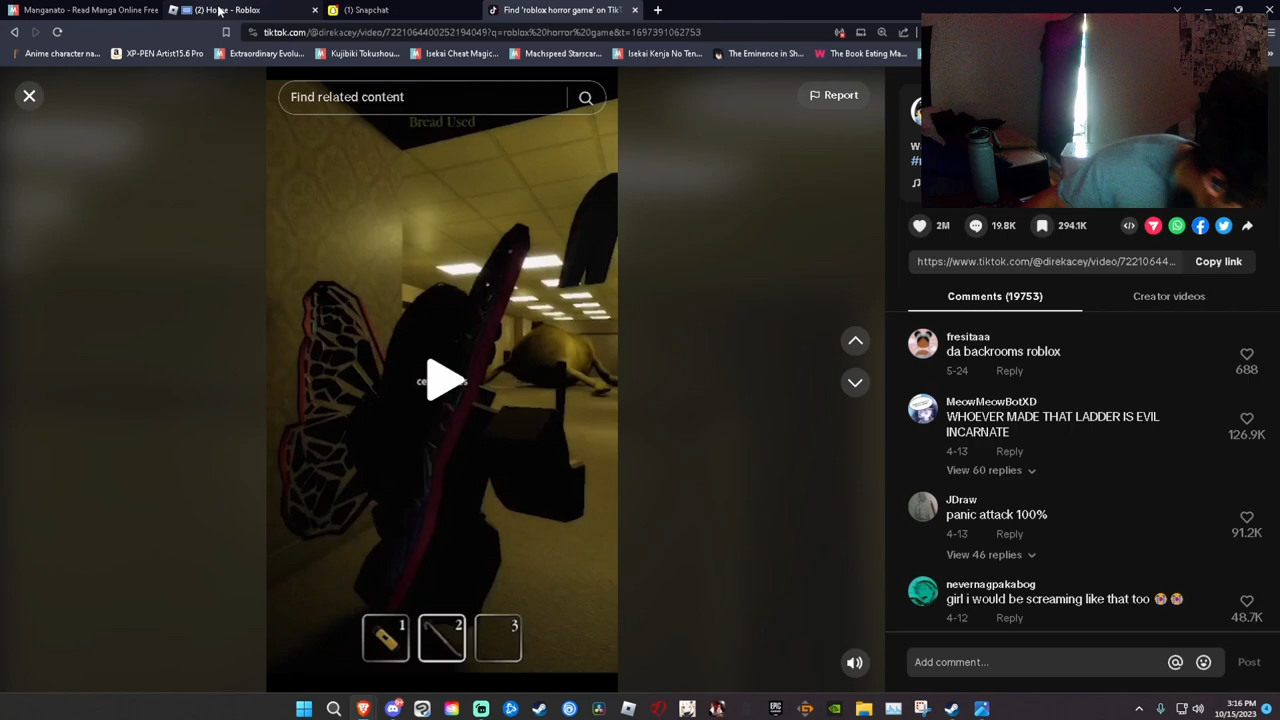 Manganato - Read Manga Online Free
(2) Home - Roblox
(1) Snapchat
Find 'roblox horror game' on TikT
tiktok.com/@direkacey/video/7221064400252194049?q=roblox%20horror%20game&t=1697391062753
Anime character na...
XP-PEN Artist15.6 Pro
Extraordinary Evolu...
Kujibiki Tokushou...
Isekai Cheat Magic...
Machspeed Starscar...
Isekai Kenja No Ten...
The Eminence in Sh...
The Book Eating Ma...
Find related content
Report
Bread Used
1
2
3
2M
19.8K
294.1K
https://www.tiktok.com/@direkacey/video/7221064...
Copy link
Comments (19753)
Creator videos
fresitaaa
da backrooms roblox
5-24 Reply
688
MeowMeowBotXD
WHOEVER MADE THAT LADDER IS EVIL
INCARNATE
4-13 Reply
126.9K
View 60 replies
JDraw
panic attack 100%
4-13 Reply
91.2K
View 46 replies
nevernagpakabog
girl i would be screaming like that too 😭😭
4-12 Reply
48.7K
Add comment...
Post
3:16 PM
10/15/2023